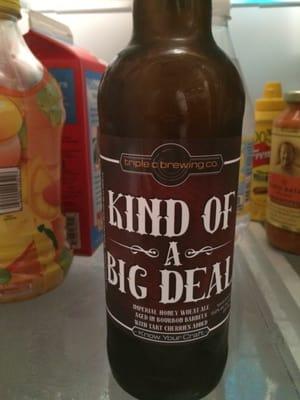 triple c brewing co.
KIND OF
A
BIG DEAL
IMPERIAL HONEY WHEAT ALE
AGED IN BOURBON BARRELS
WITH TART CHERRIES ADDED
Know Your Craft